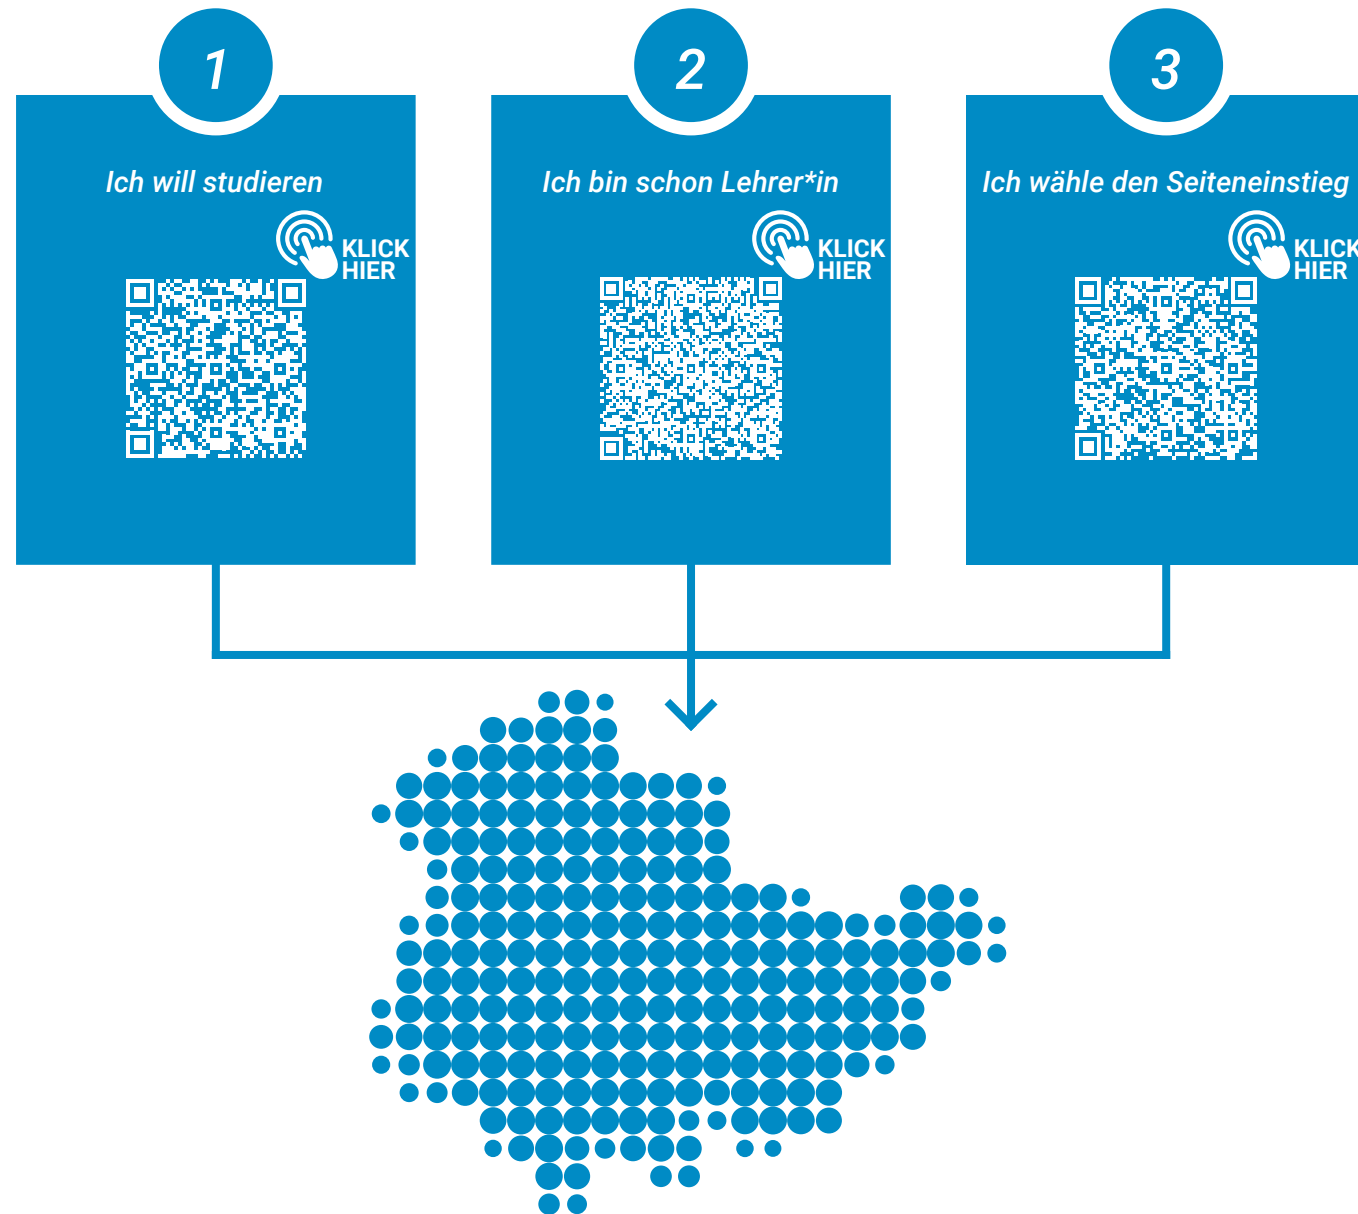 1
Ich will studieren
KLICK
HIER
2
Ich bin schon Lehrer*in
KLICK
HIER
3
Ich wähle den Seiteneinstieg
KLICK
HIER